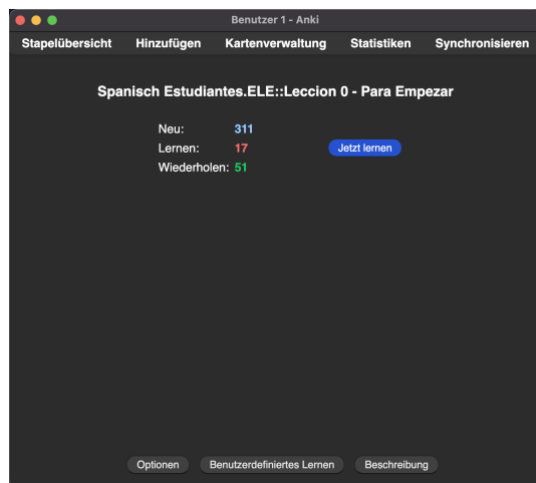 Benutzer 1 - Anki
Stapelübersicht Hinzufügen Kartenverwaltung Statistiken Synchronisieren
Spanisch Estudiantes.ELE::Leccion 0 - Para Empezar
Neu: 311
Lernen: 17 Jetzt lernen
Wiederholen: 51
Optionen Benutzerdefiniertes Lernen Beschreibung